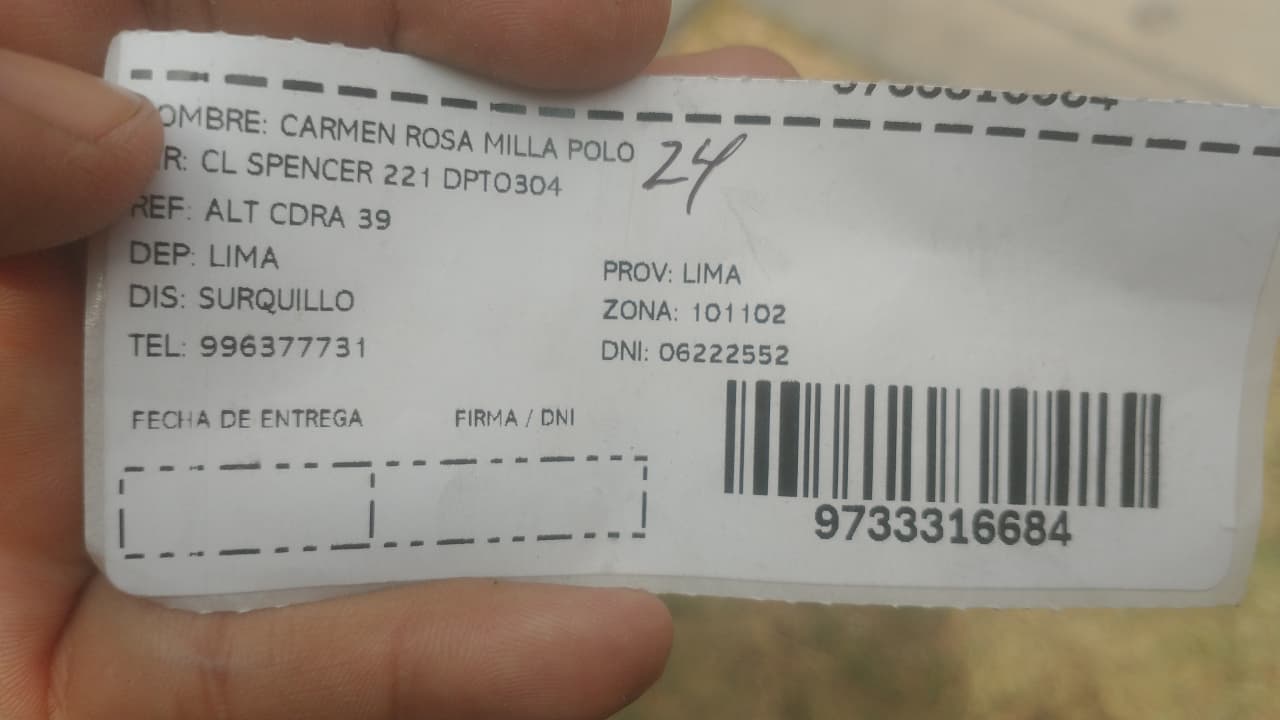 9733316684
OMBRE: CARMEN ROSA MILLA POLO 24
IR: CL SPENCER 221 DPTO304
REF: ALT CDRA 39
DEP: LIMA
PROV: LIMA
DIS: SURQUILLO
ZONA: 101102
TEL: 996377731
DNI: 06222552
FECHA DE ENTREGA FIRMA / DNI
9733316684